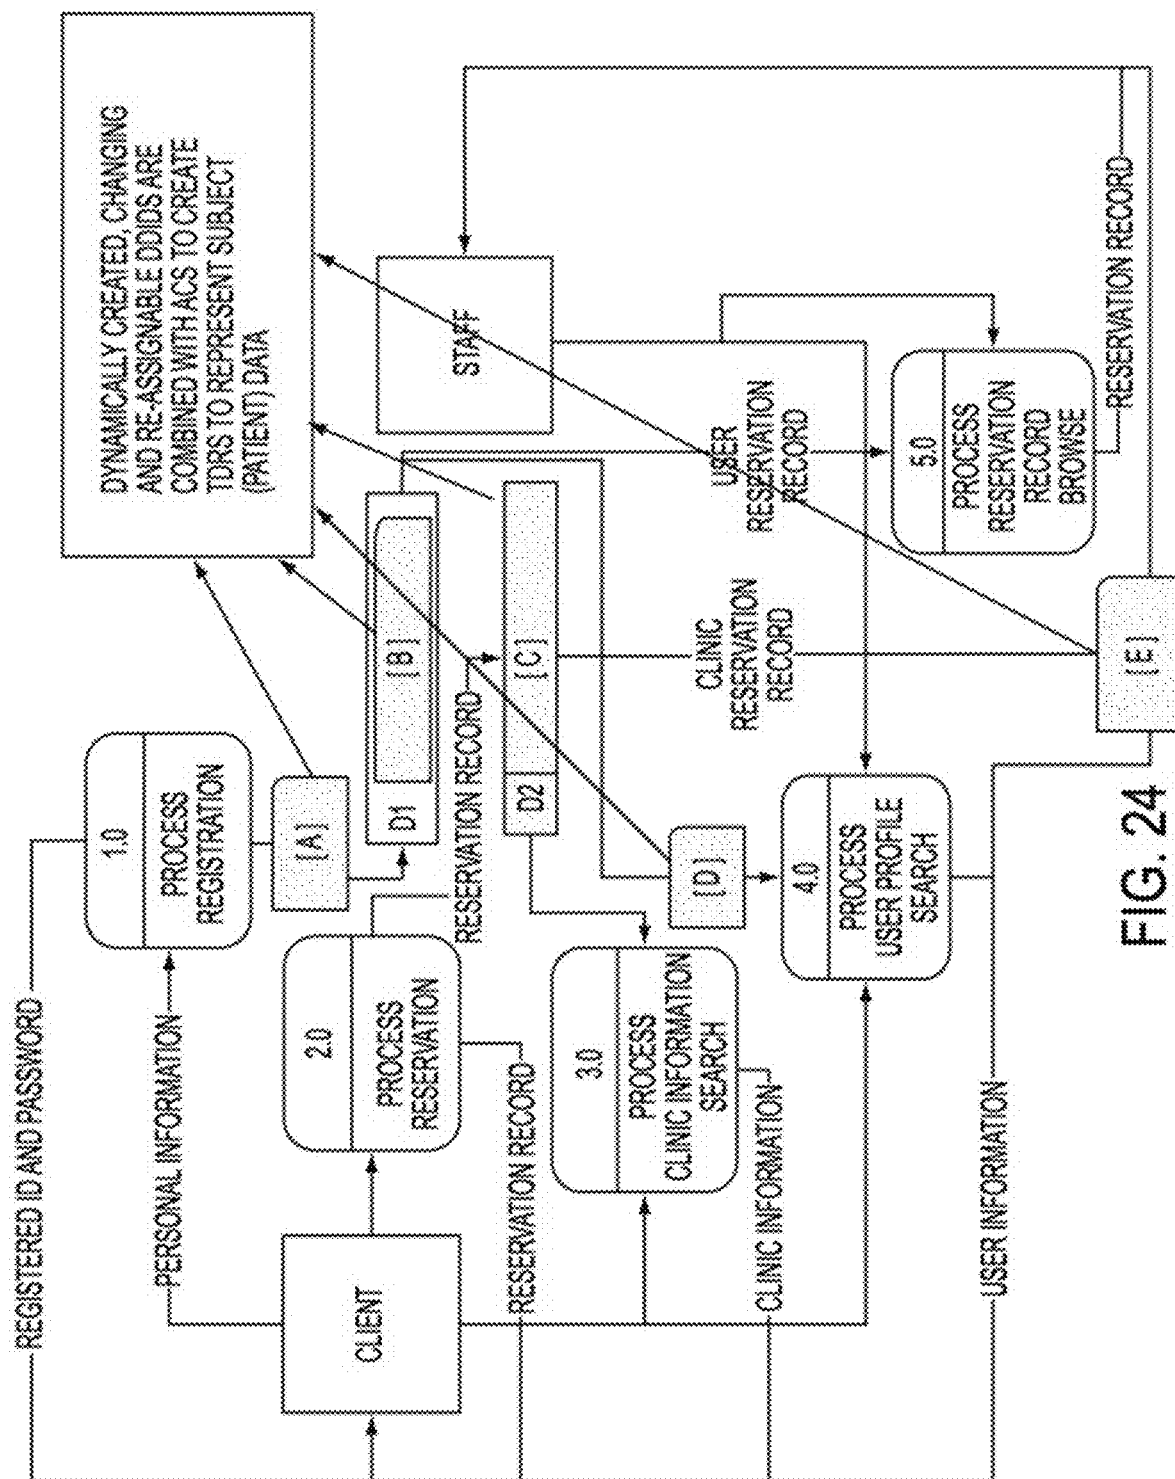 REGISTERED ID AND PASSWORD
PERSONAL INFORMATION
1.0
PROCESS
REGISTRATION
[A]
DYNAMICALLY CREATED, CHANGING
AND RE-ASSIGNABLE DDIDS ARE
COMBINED WITH ACS TO CREATE
TDRS TO REPRESENT SUBJECT
(PATIENT) DATA
CLIENT
2.0
PROCESS
RESERVATION
D1
[B]
STAFF
RESERVATION RECORD
RESERVATION RECORD
D2
[C]
3.0
PROCESS
CLINIC INFORMATION
SEARCH
CLINIC INFORMATION
[D]
CLINIC
RESERVATION
RECORD
USER
RESERVATION
RECORD
4.0
PROCESS
USER PROFILE
SEARCH
5.0
PROCESS
RESERVATION
RECORD
BROWSE
USER INFORMATION
[E]
RESERVATION RECORD
FIG. 24